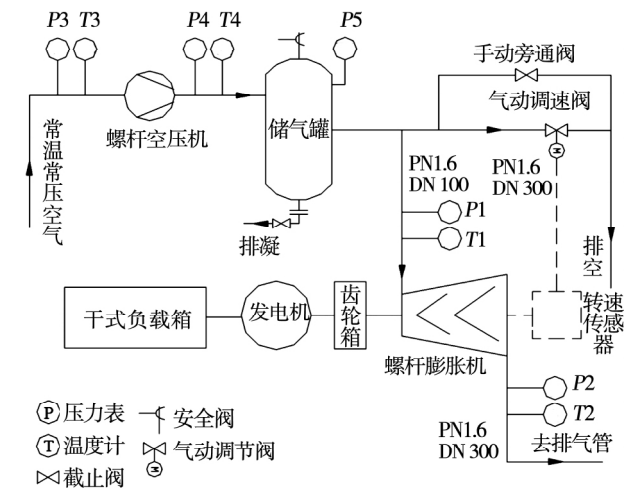 P3 T3
P4 T4
P5
手动旁通阀
气动调速阀
储气罐
螺杆空压机
常温常压空气
PN1.6
DN 100
PN1.6
DN 300
P1
T1
排凝
排空
干式负载箱
发电机
齿轮箱
转速传感器
螺杆膨胀机
P2
T2
PN1.6
DN 300
去排气管
P 压力表
安全阀
T 温度计
气动调节阀
截止阀